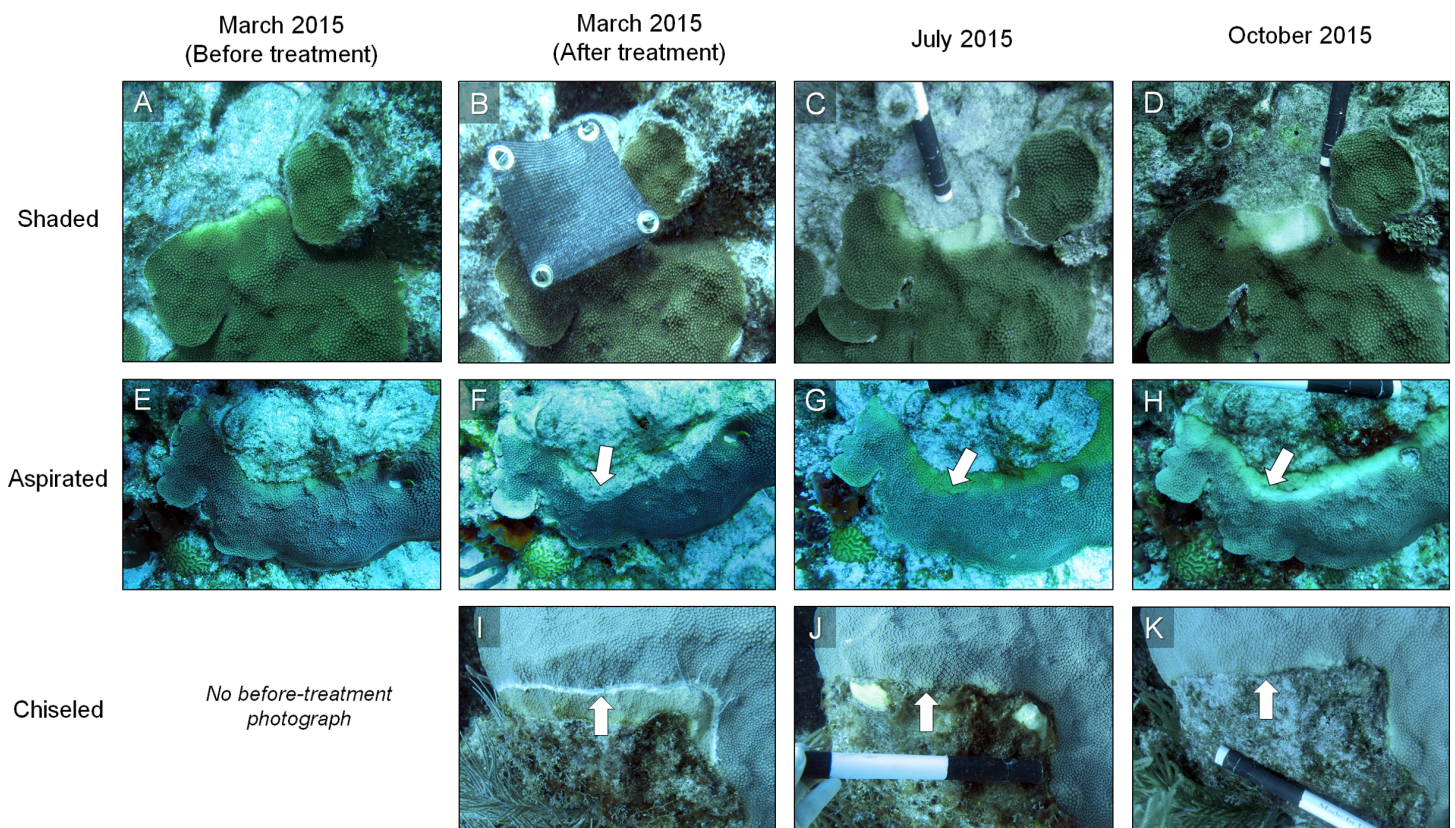 March 2015
(Before treatment)
March 2015
(After treatment)
July 2015
October 2015
Shaded
A
B
C
D
Aspirated
E
F
G
H
Chiseled
No before-treatment
photograph
I
J
K